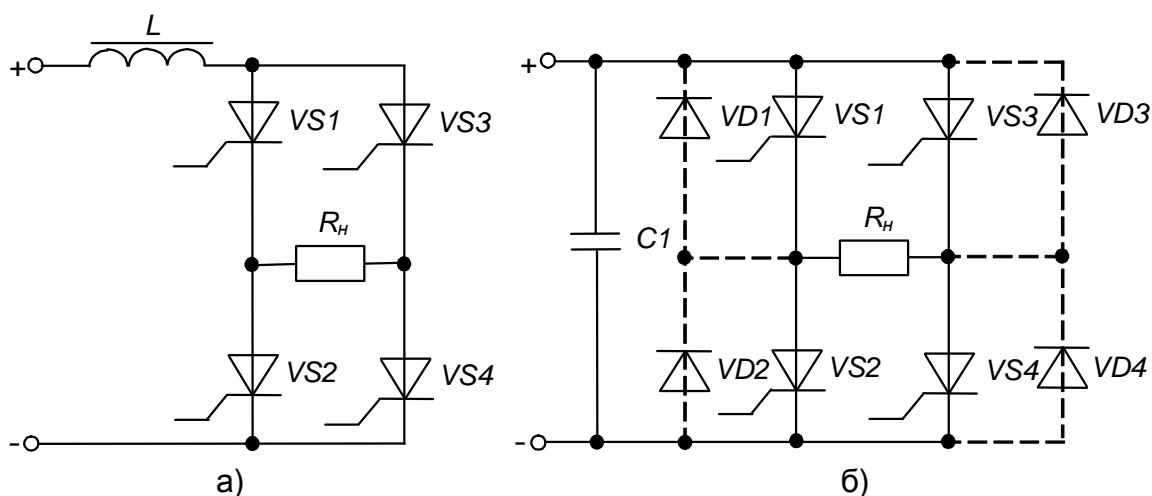 L
+
VS1
VS3
Rн
VS2
VS4
-
а)
+
VD1
VS1
VS3
VD3
C1
Rн
VD2
VS2
VS4
VD4
-
б)